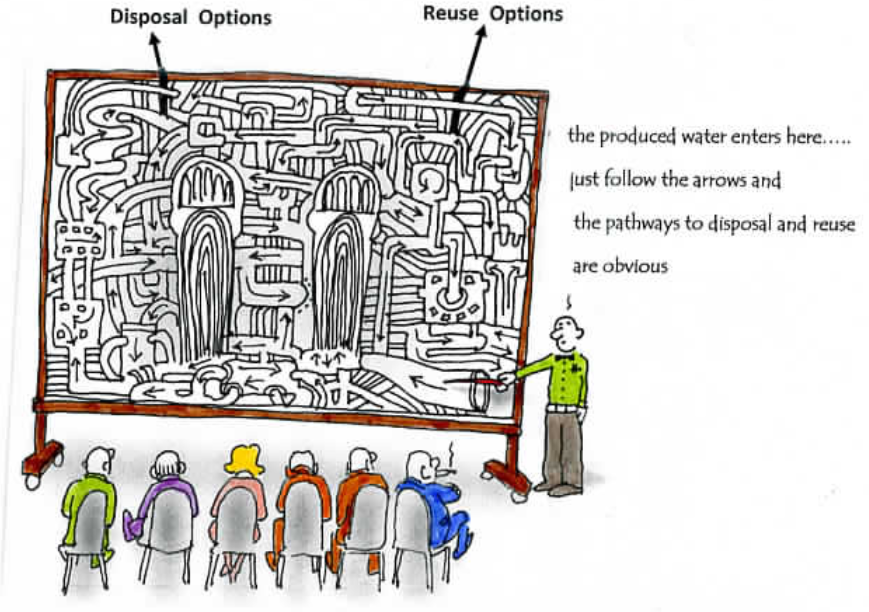 Disposal Options
Reuse Options
the produced water enters here.....
just follow the arrows and
the pathways to disposal and reuse
are obvious